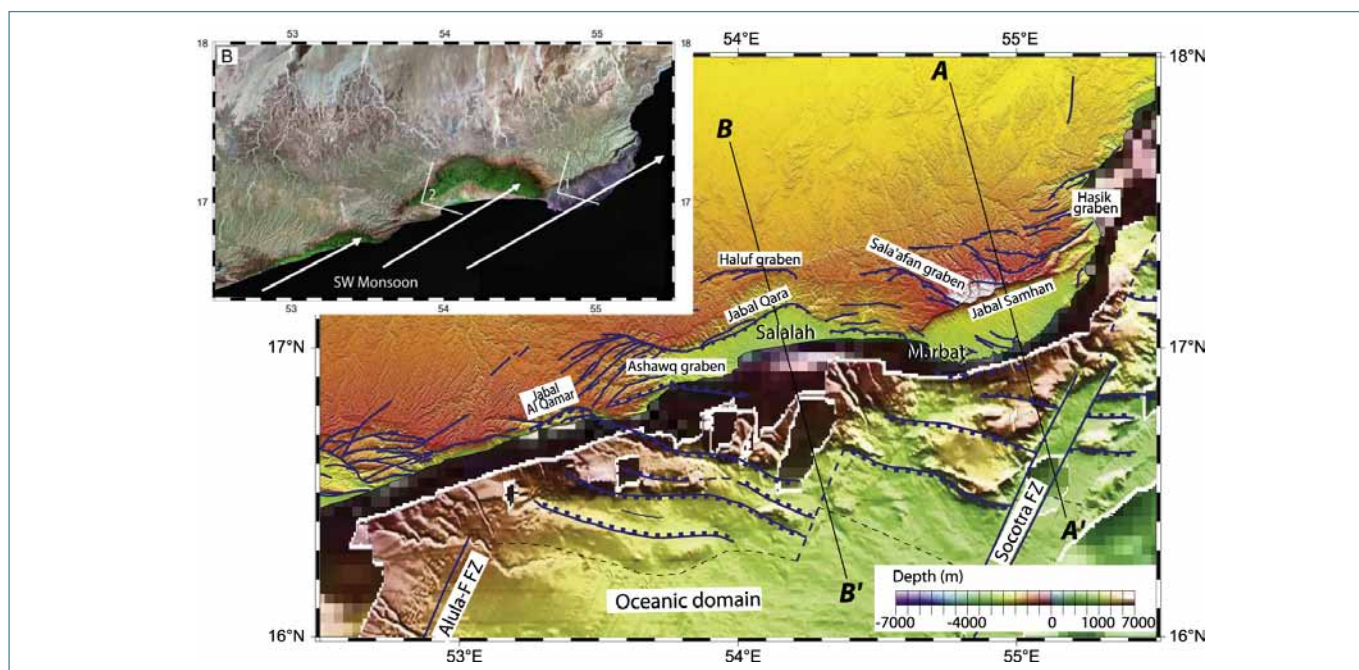 53
54
55
18
18
B
17
17
2
1
SW Monsoon
53
54
55
54°E
55°E
18°N
18°N
A
B
Hasik
graben
Sala'afan graben
Haluf graben
Jabal Samhan
Jabal Qara
Salalah
Marbat
17°N
17°N
Ashawq graben
Jabal
Al Qamar
Socotra FZ
A'
Alula-F FZ
B'
Oceanic domain
Depth (m)
-7000
-4000
0
1000
7000
16°N
16°N
53°E
54°E
55°E